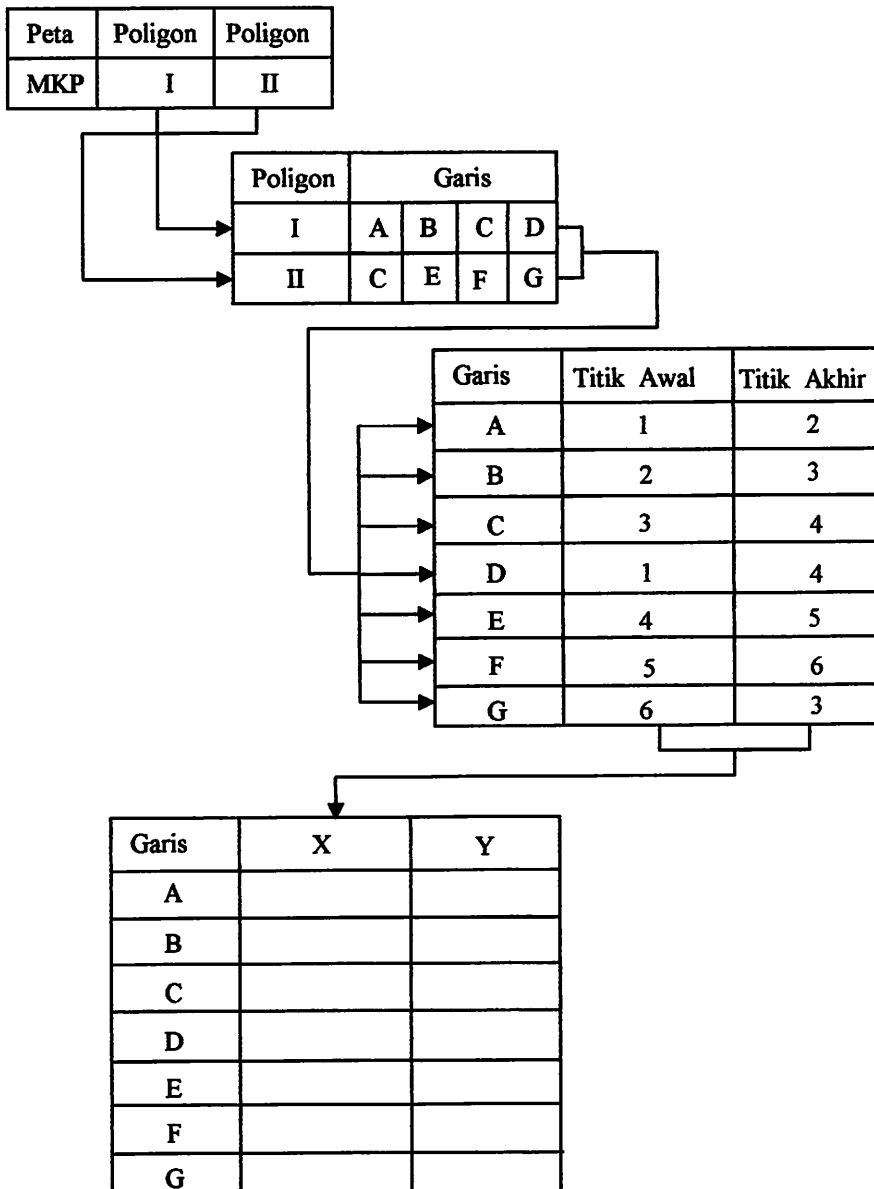 Peta Poligon Poligon
MKP I II
Poligon Garis
I A B C D
II C E F G
Garis Titik Awal Titik Akhir
A 1 2
B 2 3
C 3 4
D 1 4
E 4 5
F 5 6
G 6 3
Garis X Y
A
B
C
D
E
F
G